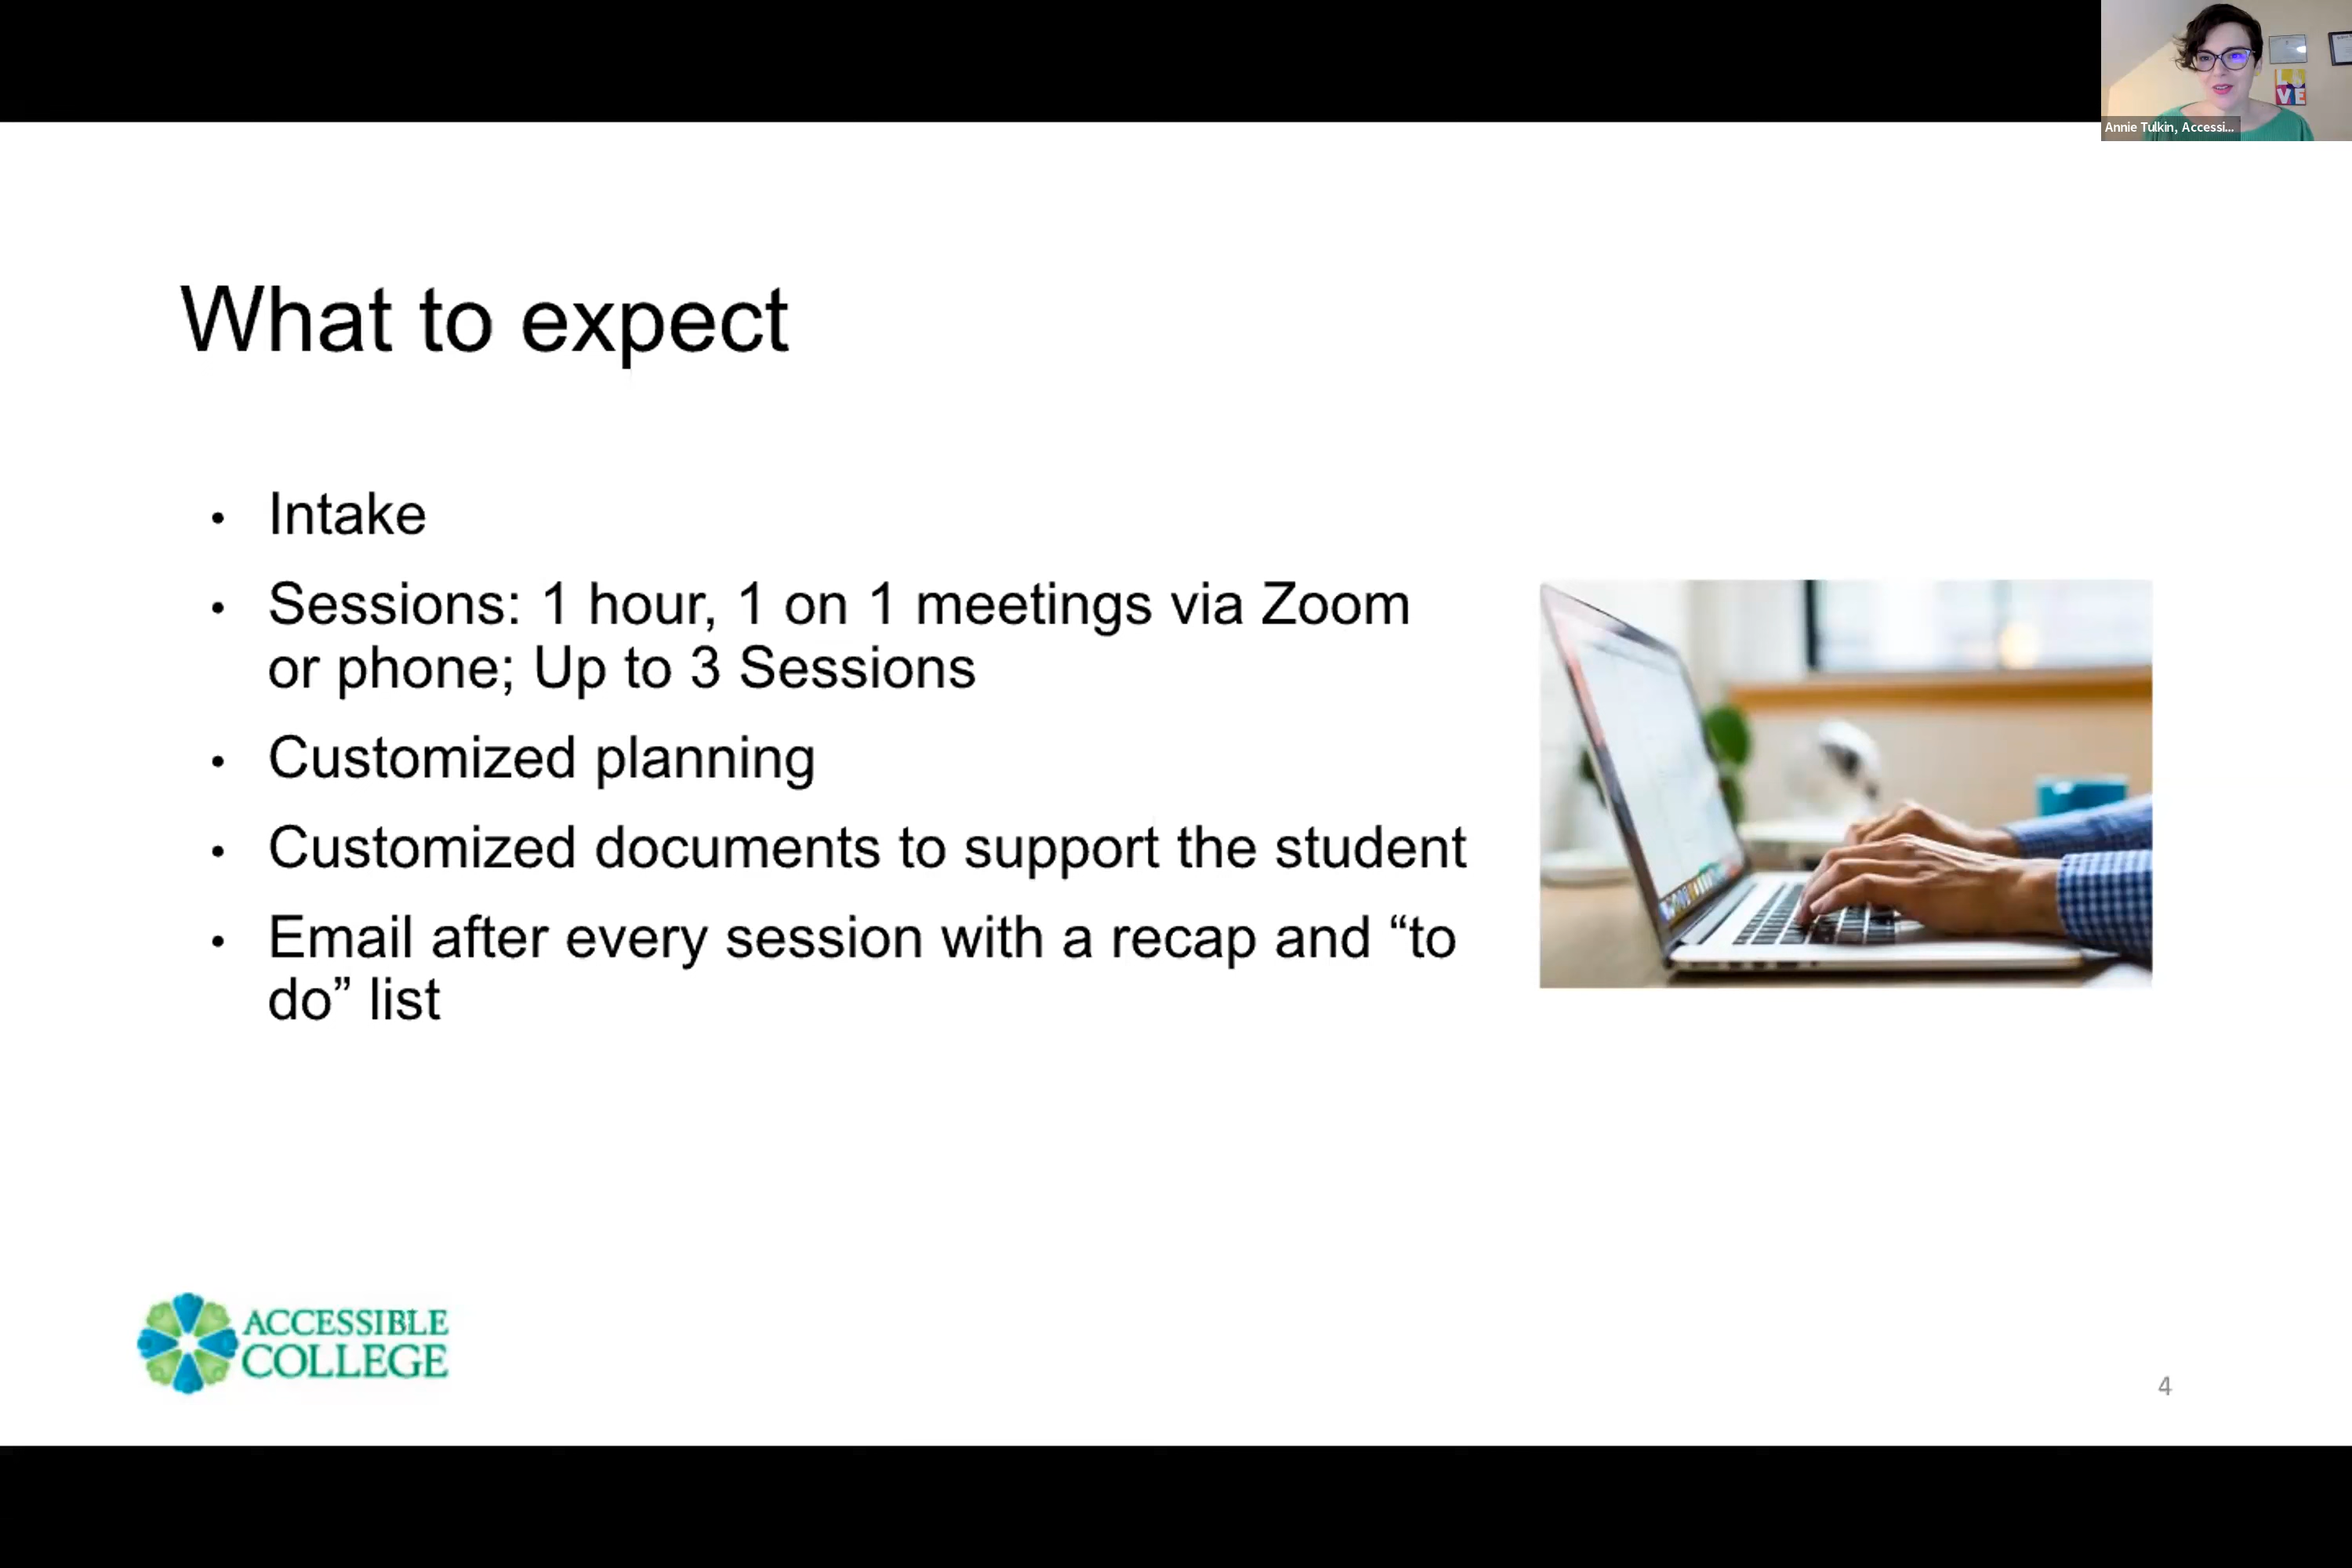 Annie Tulkin, Accessi...
What to expect
• Intake
• Sessions: 1 hour, 1 on 1 meetings via Zoom
or phone; Up to 3 Sessions
• Customized planning
• Customized documents to support the student
• Email after every session with a recap and “to
do” list
ACCESSIBLE
COLLEGE
4